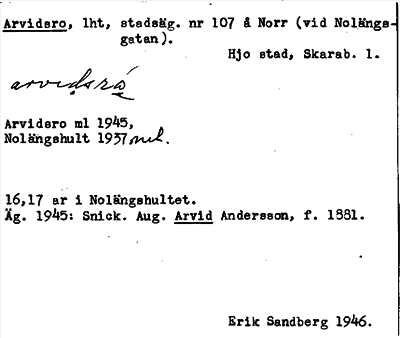 Arvidsro, lht, stadsäg. nr 107 å Norr (vid Nolängs-
gatan).
Hjo stad, Skarab. l.
arvidsrå
Arvidsro ml 1945,
Nolängshult 1937 mul.
16,17 ar i Nolängshultet.
Äg. 1945: Snick. Aug. Arvid Andersson, f. 1881.
Erik Sandberg 1946.